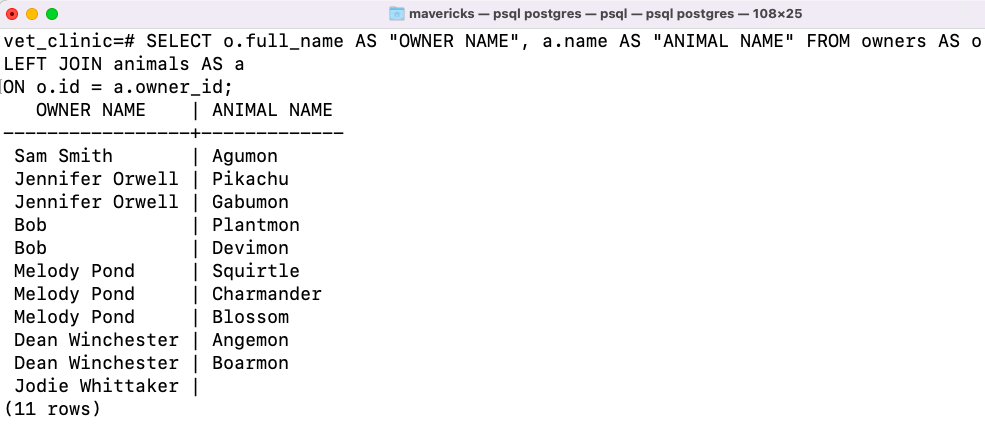 mavericks — psql postgres — psql — psql postgres — 108×25
vet_clinic=# SELECT o.full_name AS "OWNER NAME", a.name AS "ANIMAL NAME" FROM owners AS o
LEFT JOIN animals AS a
ON o.id = a.owner_id;
   OWNER NAME    | ANIMAL NAME
-----------------+-------------
 Sam Smith       | Agumon
 Jennifer Orwell | Pikachu
 Jennifer Orwell | Gabumon
 Bob             | Plantmon
 Bob             | Devimon
 Melody Pond     | Squirtle
 Melody Pond     | Charmander
 Melody Pond     | Blossom
 Dean Winchester | Angemon
 Dean Winchester | Boarmon
 Jodie Whittaker |
(11 rows)